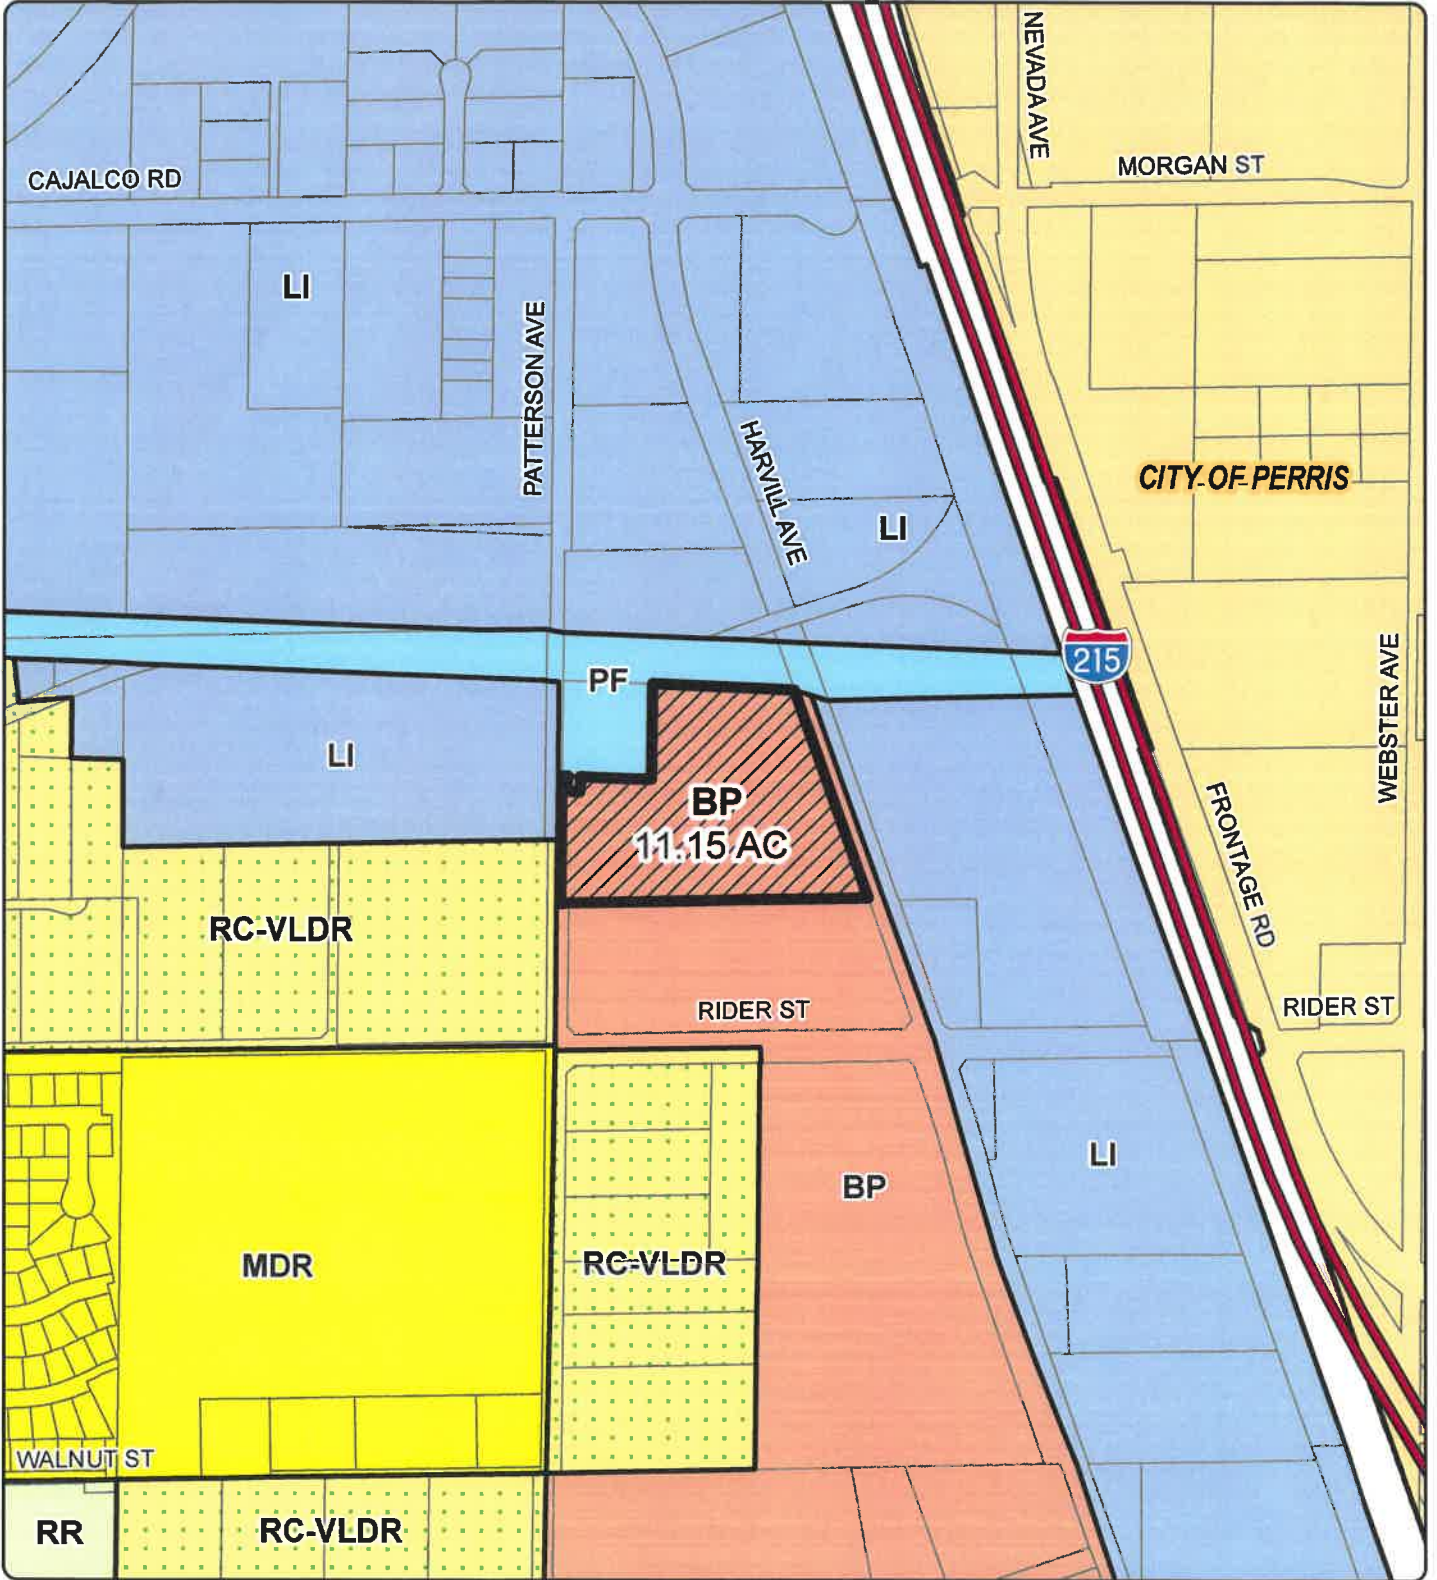 NEVADA AVE
CAJALCO RD
MORGAN ST
LI
PATTERSON AVE
HARVILL AVE
CITY OF PERRIS
LI
215
PF
WEBSTER AVE
LI
BP
11.15 AC
FRONTAGE RD
RC-VLDR
RIDER ST
RIDER ST
LI
BP
MDR
RC-VLDR
WALNUT ST
RR
RC-VLDR